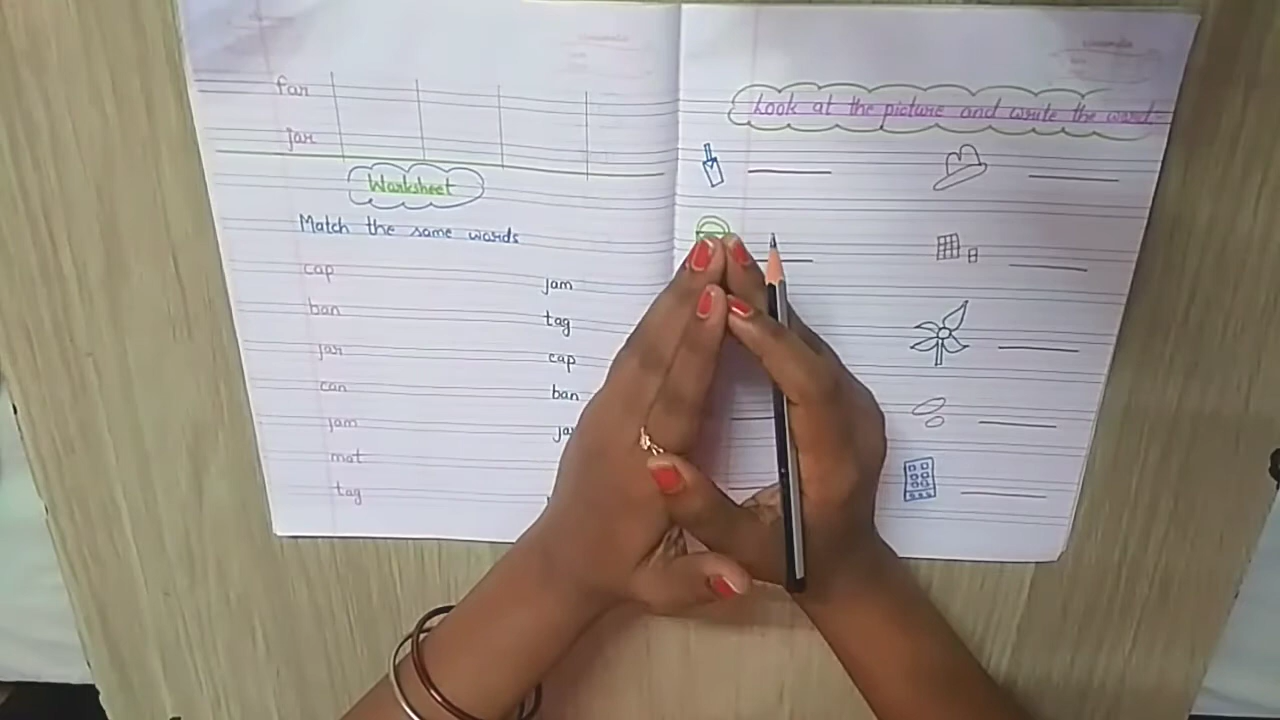 far
jar
Worksheet
Match the same words
cap
jam
ban
tag
jar
cap
can
ban
jam
mat
tag
Look at the picture and write the word.